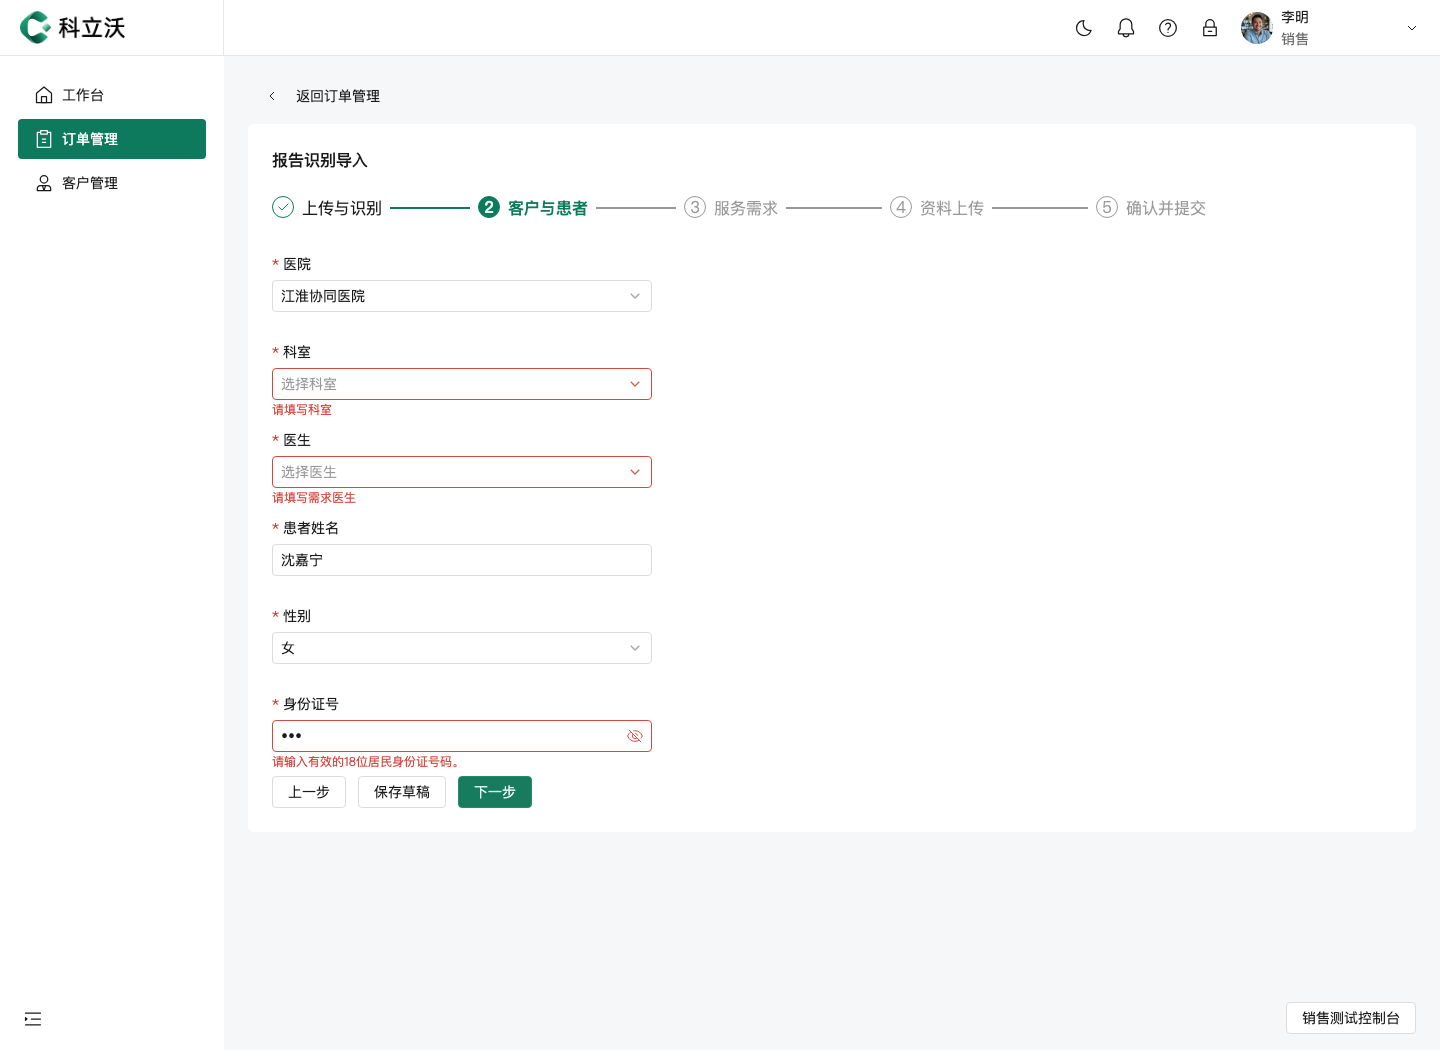 科立沃
李明
销售
工作台
订单管理
客户管理
返回订单管理
报告识别导入
上传与识别
2 客户与患者
3 服务需求
4 资料上传
5 确认并提交
* 医院
江淮协同医院
* 科室
选择科室
请填写科室
* 医生
选择医生
请填写需求医生
* 患者姓名
沈嘉宁
* 性别
女
* 身份证号
•••
请输入有效的18位居民身份证号码。
上一步
保存草稿
下一步
销售测试控制台